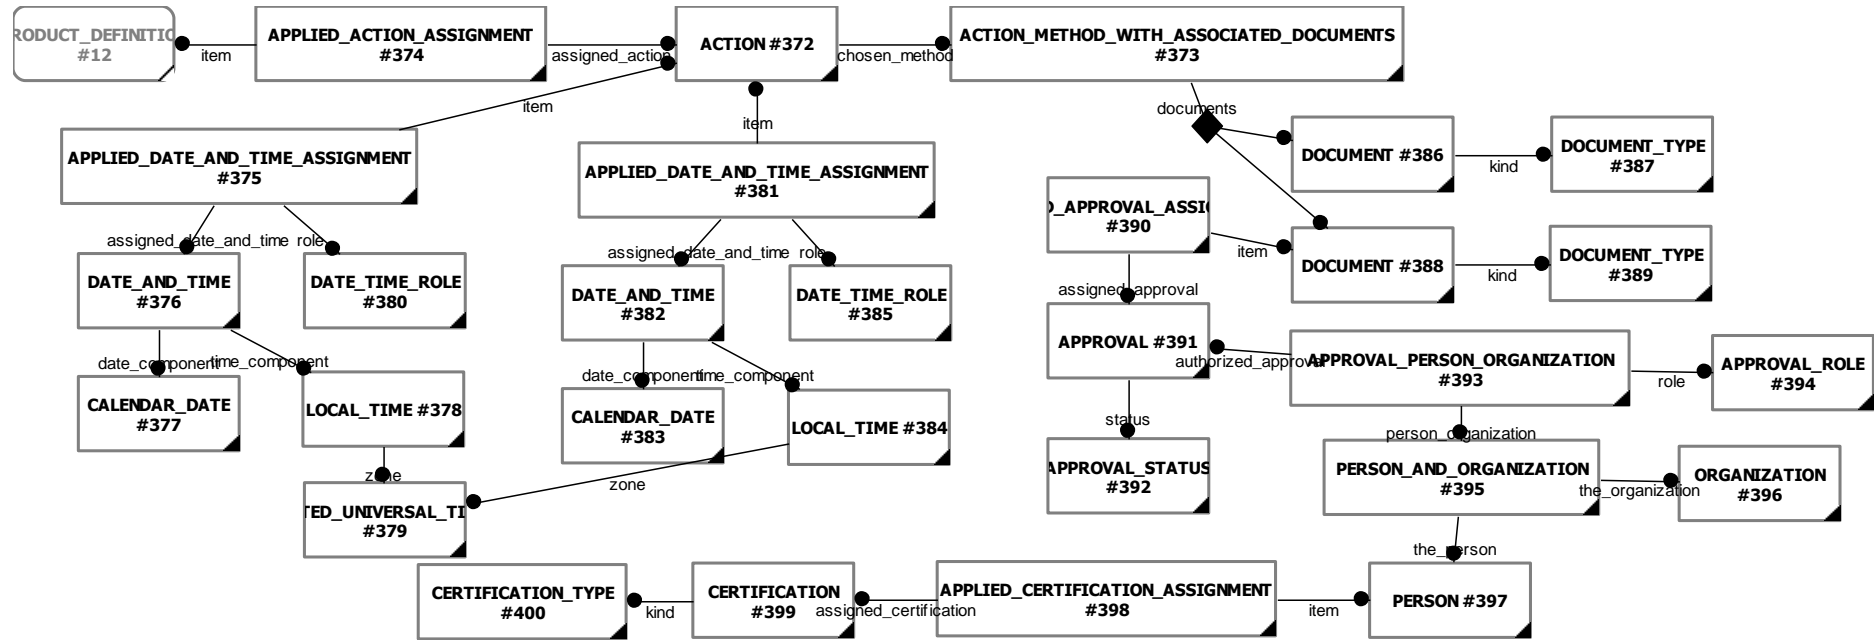 RODUCT_DEFINITIC
#12
item
APPLIED_ACTION_ASSIGNMENT
#374
assigned_action
ACTION #372
chosen_method
ACTION_METHOD_WITH_ASSOCIATED_DOCUMENTS
#373
item
item
documents
APPLIED_DATE_AND_TIME_ASSIGNMENT
#375
APPLIED_DATE_AND_TIME_ASSIGNMENT
#381
DOCUMENT #386
kind
DOCUMENT_TYPE
#387
D_APPROVAL_ASSIG
#390
item
DOCUMENT #388
kind
DOCUMENT_TYPE
#389
assigned_date_and_time
role
assigned_date_and_time
role
DATE_AND_TIME
#376
DATE_TIME_ROLE
#380
DATE_AND_TIME
#382
DATE_TIME_ROLE
#385
assigned_approval
APPROVAL #391
authorized_approval
APPROVAL_PERSON_ORGANIZATION
#393
role
APPROVAL_ROLE
#394
date_component
time_component
date_component
time_component
CALENDAR_DATE
#377
LOCAL_TIME #378
CALENDAR_DATE
#383
LOCAL_TIME #384
status
person_organization
zone
zone
TED_UNIVERSAL_TI
#379
APPROVAL_STATUS
#392
PERSON_AND_ORGANIZATION
#395
the_organization
ORGANIZATION
#396
the_person
CERTIFICATION_TYPE
#400
kind
CERTIFICATION
#399
assigned_certification
APPLIED_CERTIFICATION_ASSIGNMENT
#398
item
PERSON #397